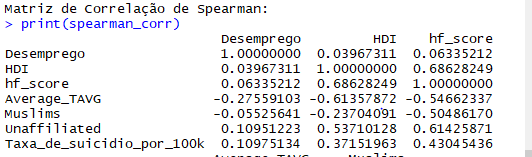 Matriz de Correlação de Spearman:
> print(spearman_corr)
Desemprego HDI hf_score
Desemprego 1.00000000 0.03967311 0.06335212
HDI 0.03967311 1.00000000 0.68628249
hf_score 0.06335212 0.68628249 1.00000000
Average_TAVG -0.27559103 -0.61357872 -0.54662337
Muslims -0.05525641 -0.23704091 -0.50486170
Unaffiliated 0.10951223 0.53710128 0.61425871
Taxa_de_suicidio_por_100k 0.10975134 0.37151963 0.43045436
Average_TAVG Muslims